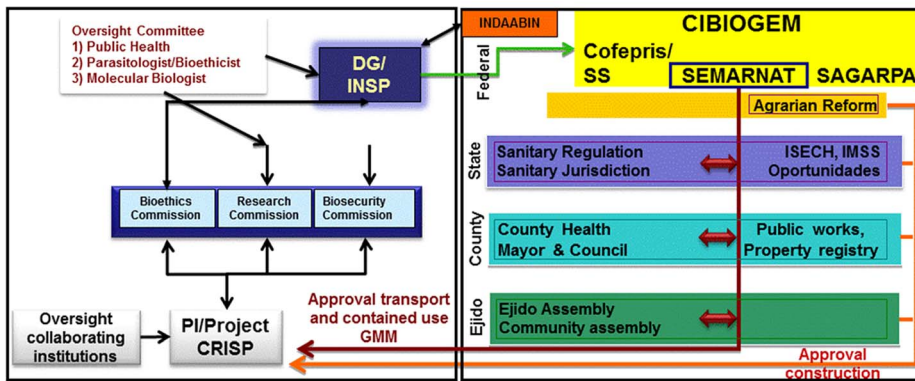 Oversight Committee
1) Public Health
2) Parasitologist/Bioethicist
3) Molecular Biologist
DG/
INSP
Bioethics
Commission
Research
Commission
Biosecurity
Commission
Oversight
collaborating
institutions
PI/Project
CRISP
Approval transport
and contained use
GMM
INDAABIN
Federal
CIBIOGEM
Cofepris/
SS
SEMARNAT
SAGARPA
Agrarian Reform
State
Sanitary Regulation
Sanitary Jurisdiction
ISECH, IMSS
Oportunidades
County
County Health
Mayor & Council
Public works,
Property registry
Ejido
Ejido Assembly
Community assembly
Approval
construction